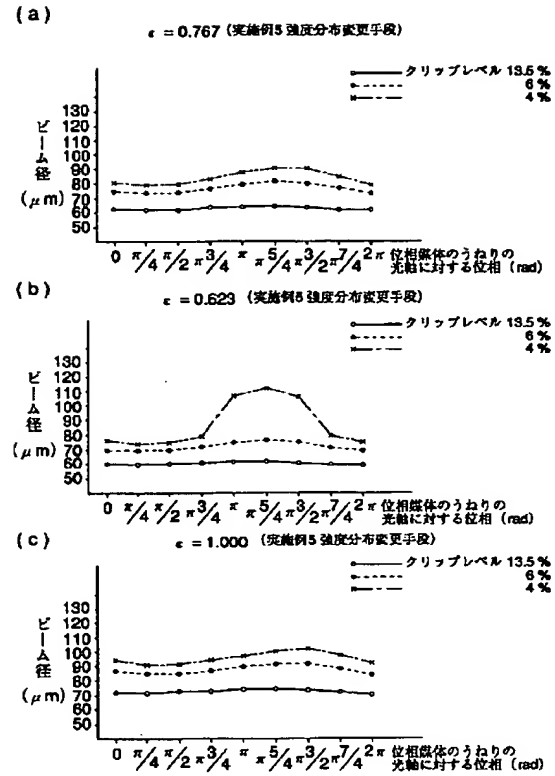 (a)
ε = 0.767 (実施例5 強度分布変更手段)
クリップレベル 13.5 %
6 %
4 %
ビーム径
(μm)
130
120
110
100
90
80
70
60
50
0 π/4 π/2 π3/4 π π5/4 π3/2 π7/4 2π
位相媒体のうねりの
光軸に対する位相 (rad)
(b)
ε = 0.623 (実施例5 強度分布変更手段)
クリップレベル 13.5 %
6 %
4 %
ビーム径
(μm)
130
120
110
100
90
80
70
60
50
0 π/4 π/2 π3/4 π π5/4 π3/2 π7/4 2π
位相媒体のうねりの
光軸に対する位相 (rad)
(c)
ε = 1.000 (実施例5 強度分布変更手段)
クリップレベル 13.5 %
6 %
4 %
ビーム径
(μm)
130
120
110
100
90
80
70
60
50
0 π/4 π/2 π3/4 π π5/4 π3/2 π7/4 2π
位相媒体のうねりの
光軸に対する位相 (rad)